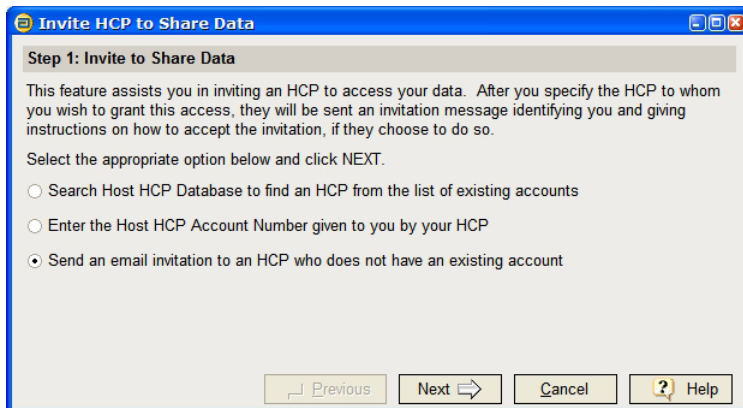 Invite HCP to Share Data
Step 1: Invite to Share Data
This feature assists you in inviting an HCP to access your data. After you specify the HCP to whom
you wish to grant this access, they will be sent an invitation message identifying you and giving
instructions on how to accept the invitation, if they choose to do so.
Select the appropriate option below and click NEXT.
Search Host HCP Database to find an HCP from the list of existing accounts
Enter the Host HCP Account Number given to you by your HCP
Send an email invitation to an HCP who does not have an existing account
Previous Next Cancel ? Help